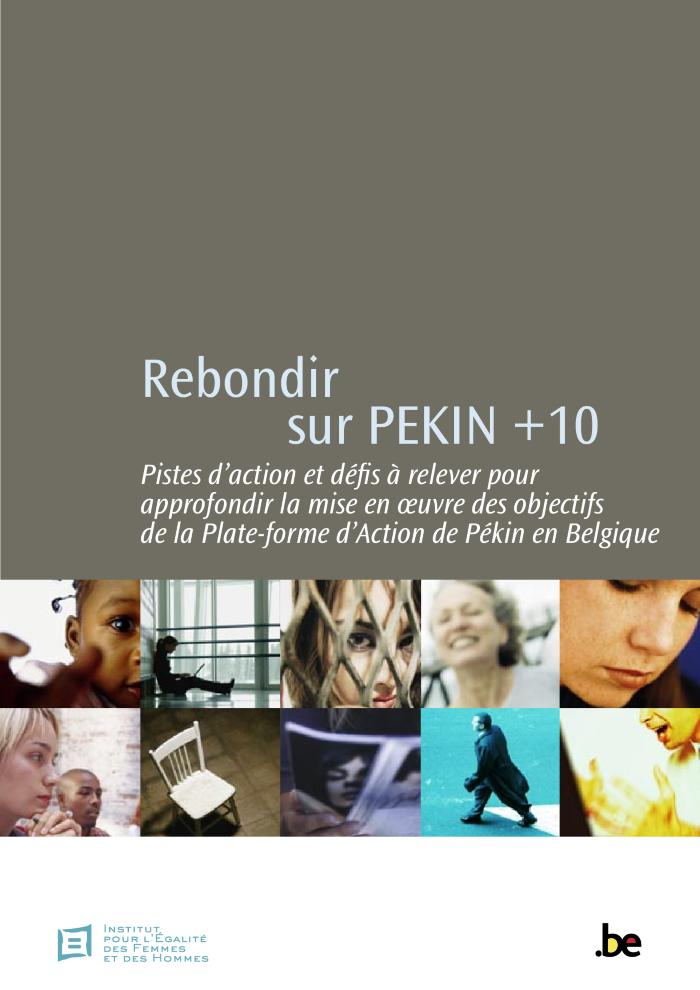 Rebondir
sur PEKIN +10
Pistes d'action et défis à relever pour
approfondir la mise en œuvre des objectifs
de la Plate-forme d'Action de Pékin en Belgique
Institut
pour l'Égalité
des Femmes
et des Hommes
.be